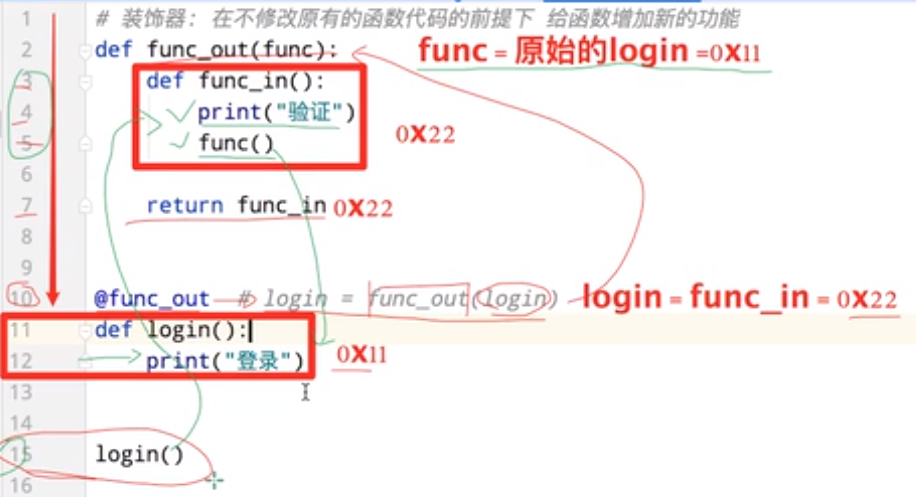 1 # 装饰器: 在不修改原有的函数代码的前提下 给函数增加新的功能
2 def func_out(func): func = 原始的login =0X11
3 def func_in():
4 print("验证")
5 func() 0X22
6
7 return func_in 0X22
8
9
10 @func_out # login = func_out(login) login = func_in = 0X22
11 def login():
12 print("登录") 0X11
13
14
15 login()
16